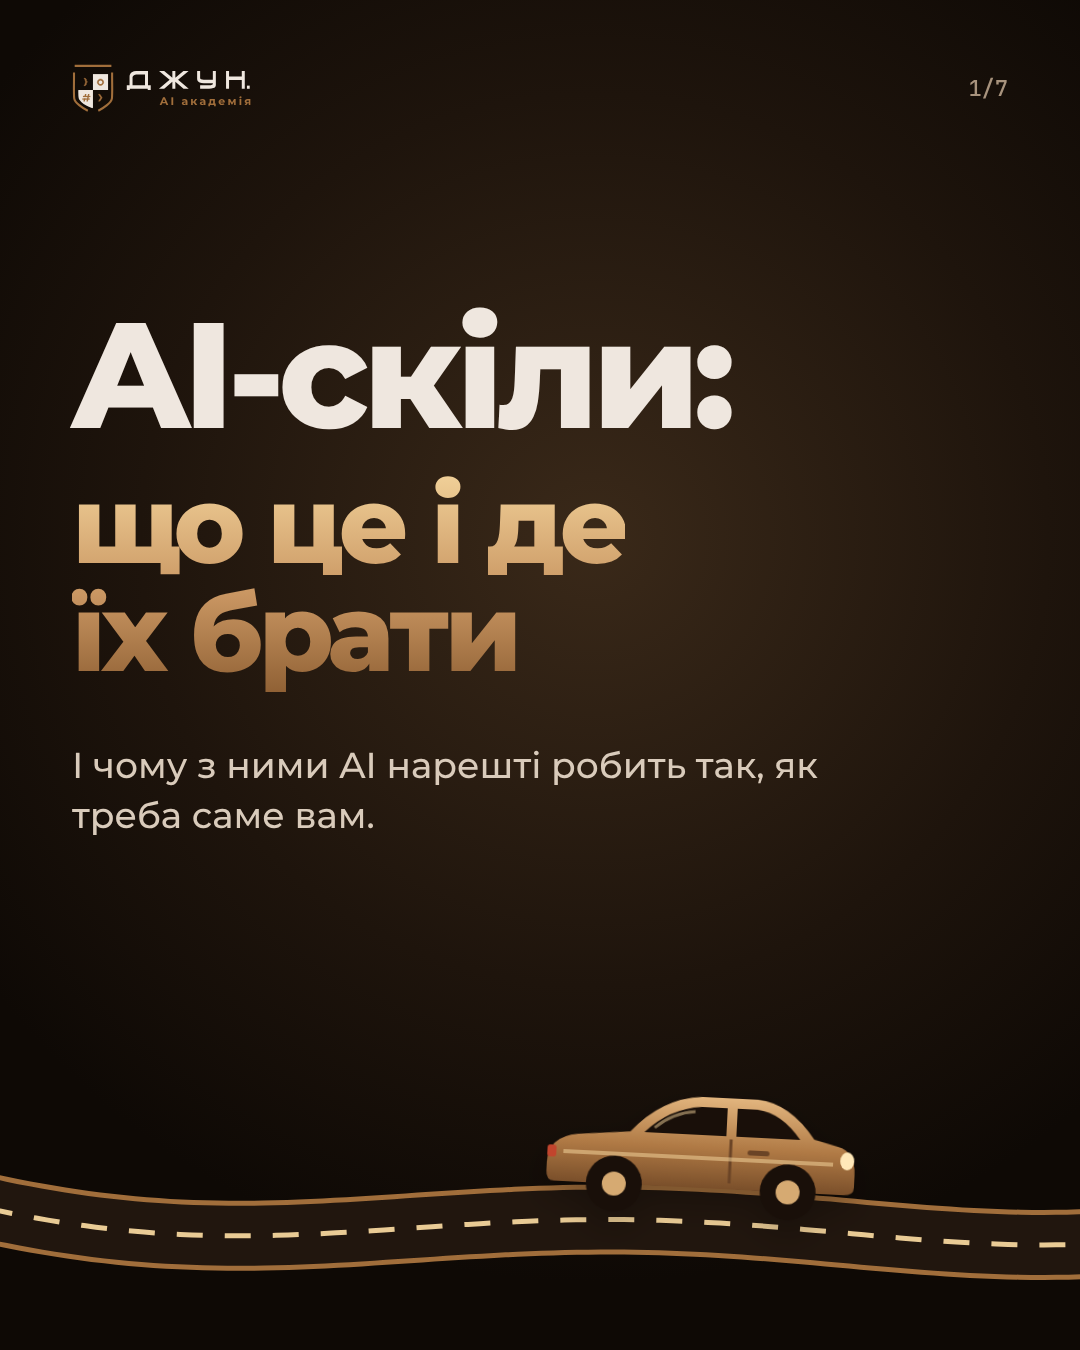 ДЖУН.
AI академія
1/7
AI-скіли:
що це і де
їх брати
І чому з ними AI нарешті робить так, як
треба саме вам.